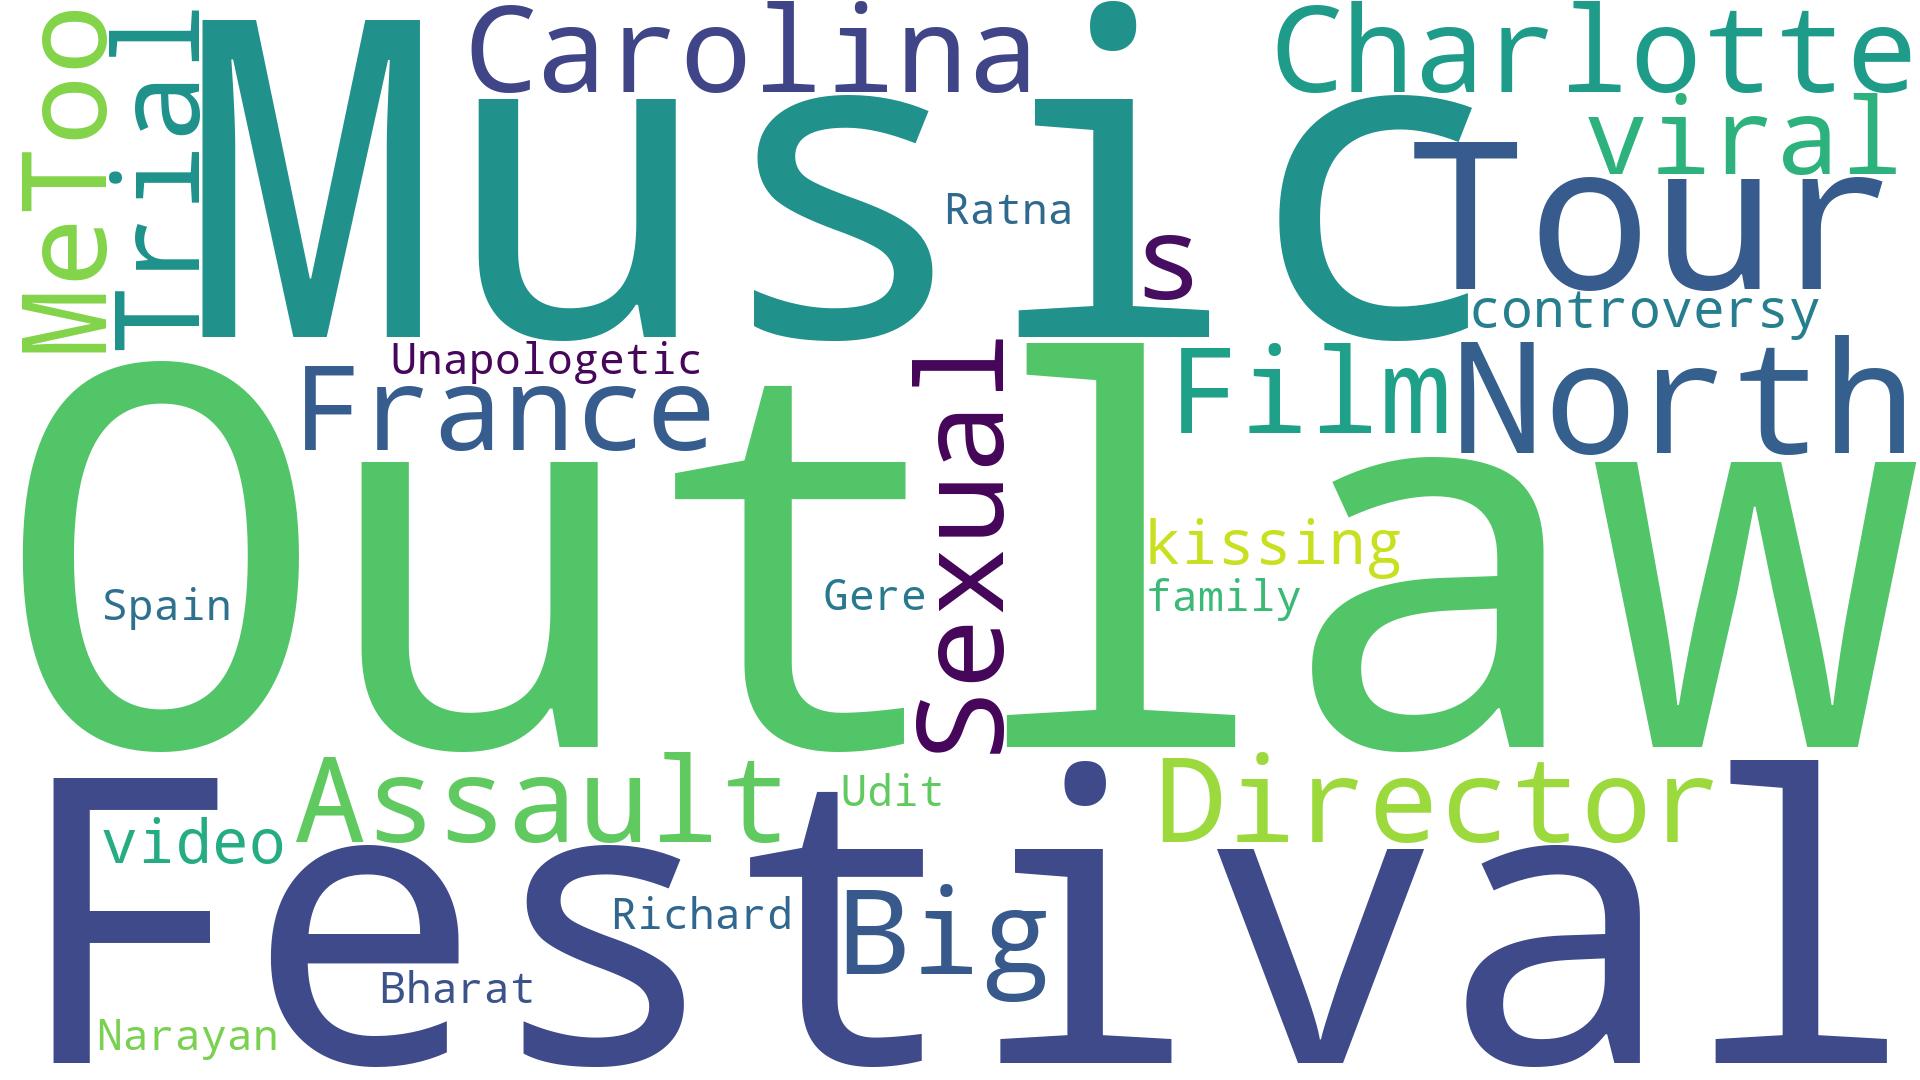 MeToo
Trial
Music
Carolina
Charlotte
viral
Ratna
Tour
s
controversy
Unapologetic
France
Sexual
Film
North
Outlaw
kissing
Spain
Gere
family
Assault
Udit
Director
Festival
video
Richard
Big
Bharat
Narayan